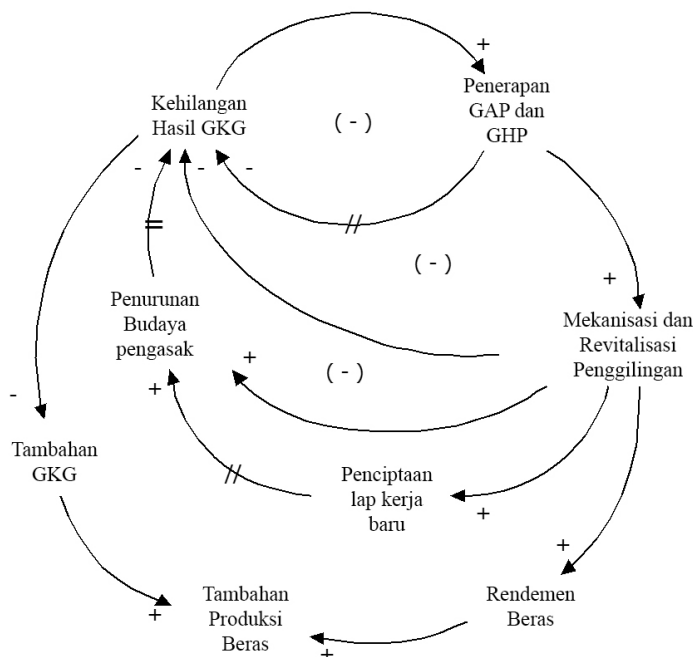 +
Kehilangan
Hasil GKG
Penerapan
GAP dan
GHP
( - )
-
-
-
//
=
( - )
+
Penurunan
Budaya
pengasak
Mekanisasi dan
Revitalisasi
Penggilingan
+
( - )
+
-
Tambahan
GKG
//
Penciptaan
lap kerja
baru
+
+
Tambahan
Produksi
Beras
Rendemen
Beras
+
+